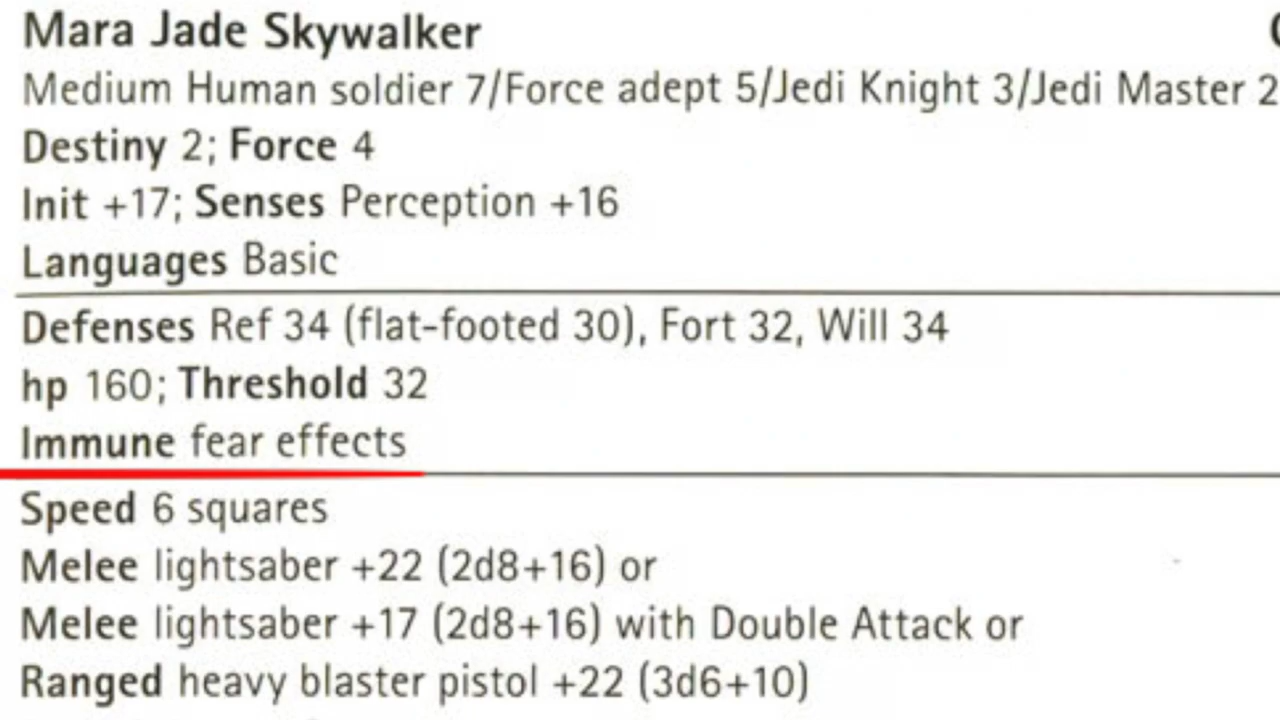 Mara Jade Skywalker
Medium Human soldier 7/Force adept 5/Jedi Knight 3/Jedi Master 2
Destiny 2; Force 4
Init +17; Senses Perception +16
Languages Basic
Defenses Ref 34 (flat-footed 30), Fort 32, Will 34
hp 160; Threshold 32
Immune fear effects
Speed 6 squares
Melee lightsaber +22 (2d8+16) or
Melee lightsaber +17 (2d8+16) with Double Attack or
Ranged heavy blaster pistol +22 (3d6+10)